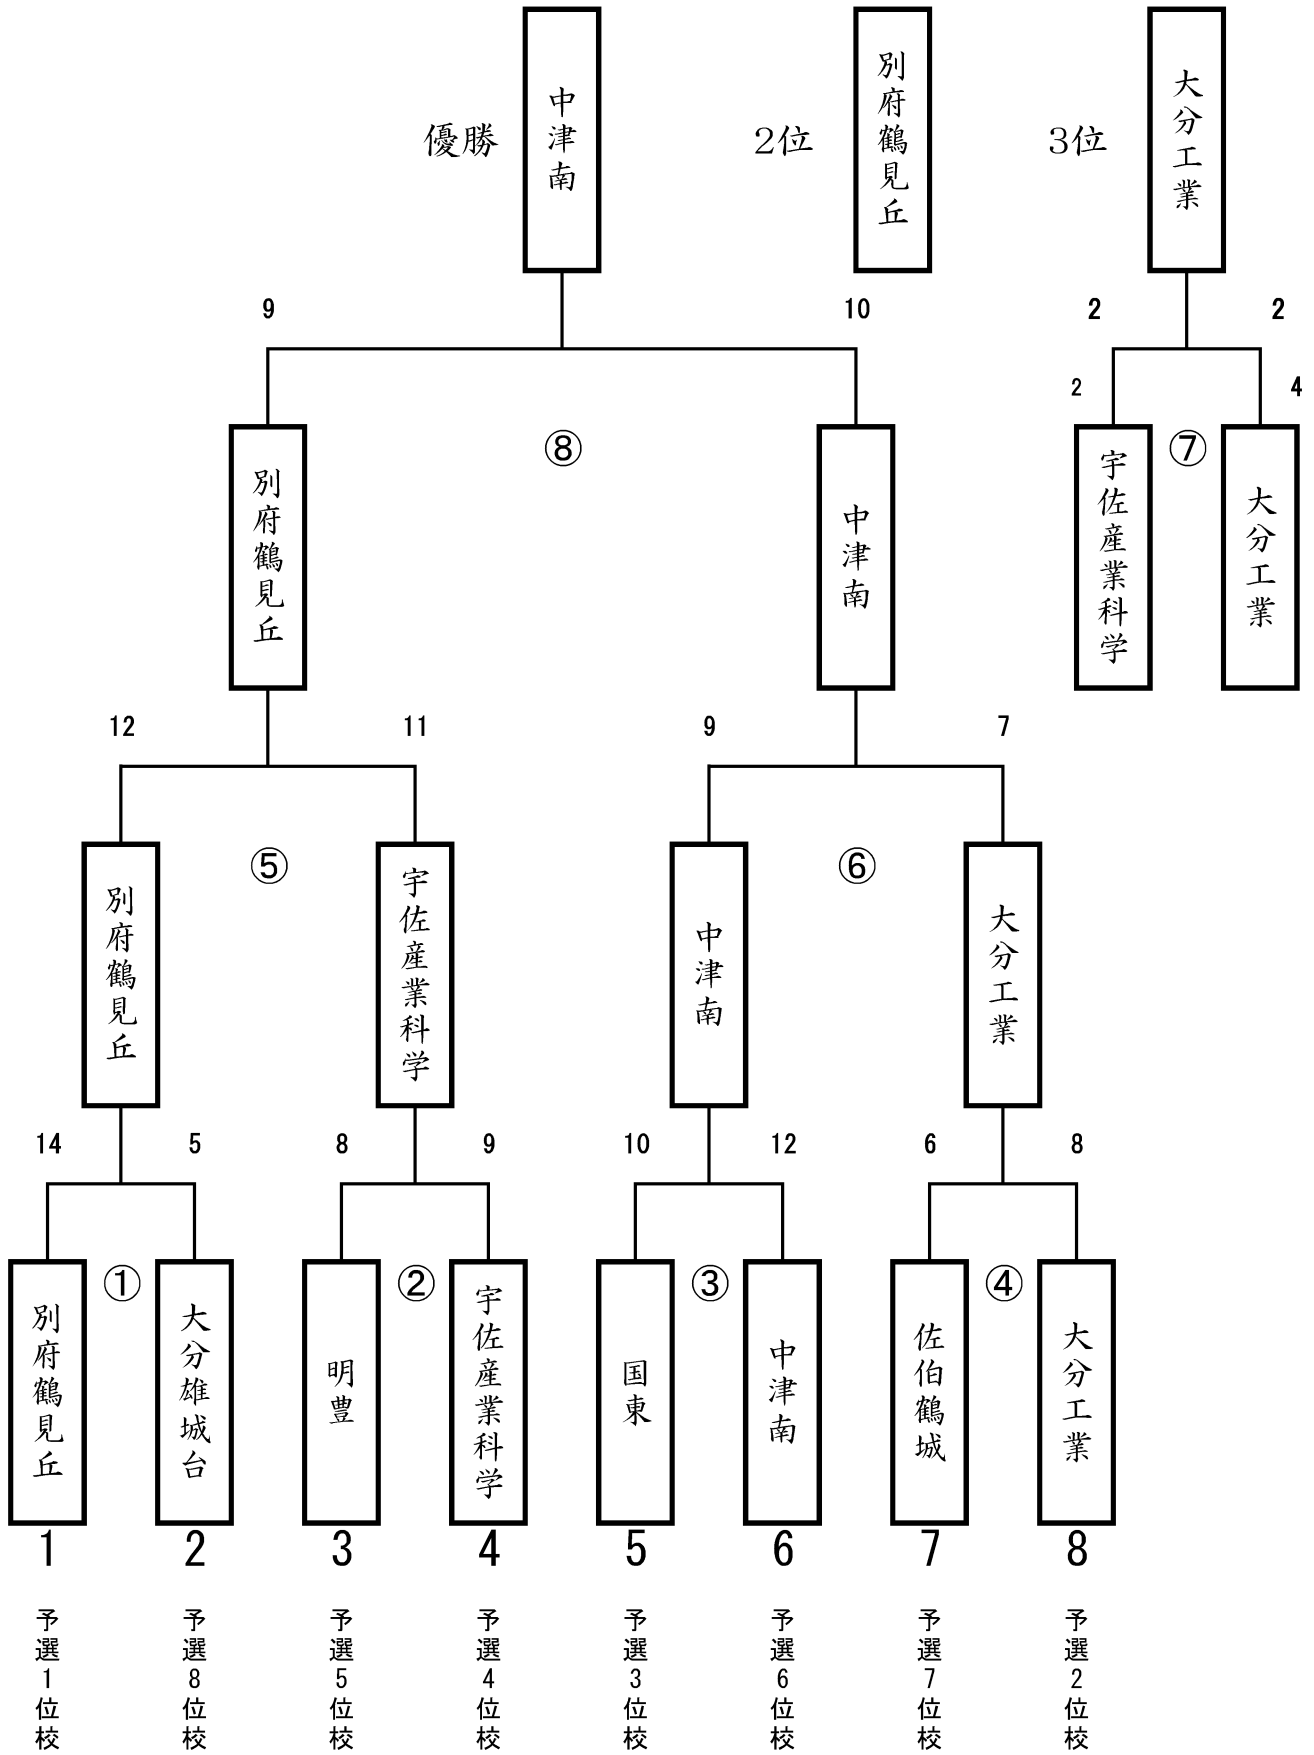 優勝
中津南
2位
別府鶴見丘
3位
大分工業
9
10
2
2
2
4
⑧
⑦
別府鶴見丘
中津南
宇佐産業科学
大分工業
12
11
9
7
⑤
⑥
別府鶴見丘
宇佐産業科学
中津南
大分工業
14
5
8
9
10
12
6
8
①
②
③
④
別府鶴見丘
大分雄城台
明豊
宇佐産業科学
国東
中津南
佐伯鶴城
大分工業
1
2
3
4
5
6
7
8
予選1位校
予選8位校
予選5位校
予選4位校
予選3位校
予選6位校
予選7位校
予選2位校